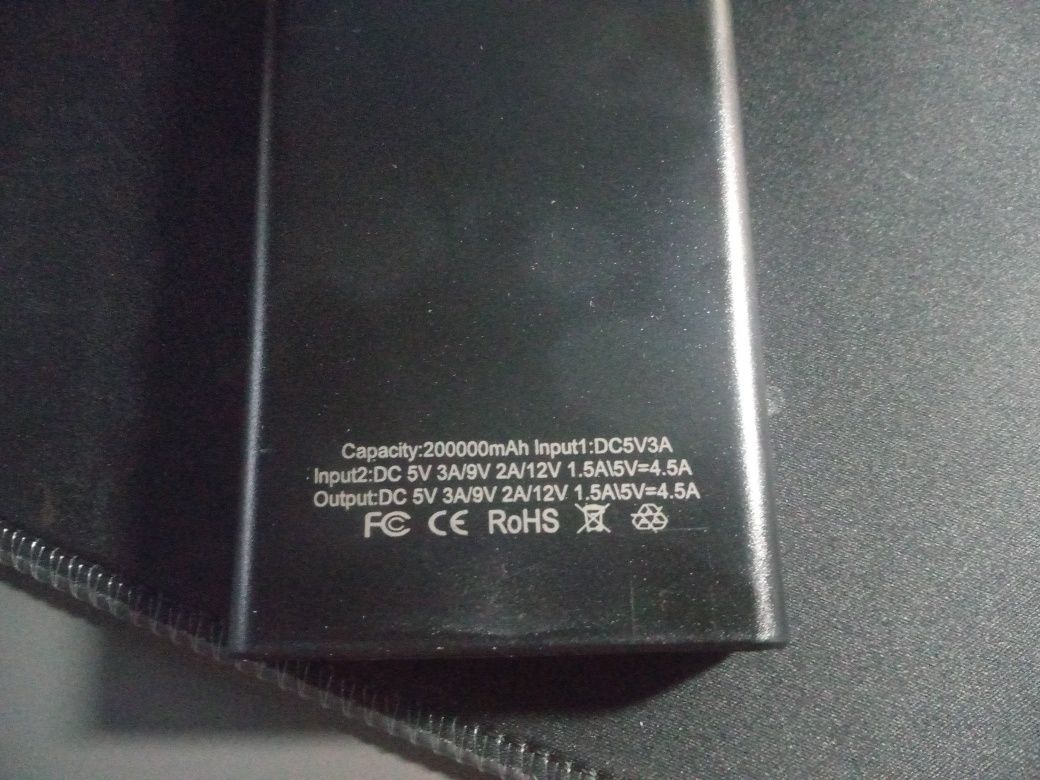 Capacity:200000mAh Input1:DC5V3A
Input2:DC 5V 3A/9V 2A/12V 1.5A\5V=4.5A
Output:DC 5V 3A/9V 2A/12V 1.5A\5V=4.5A
FC CE RoHS